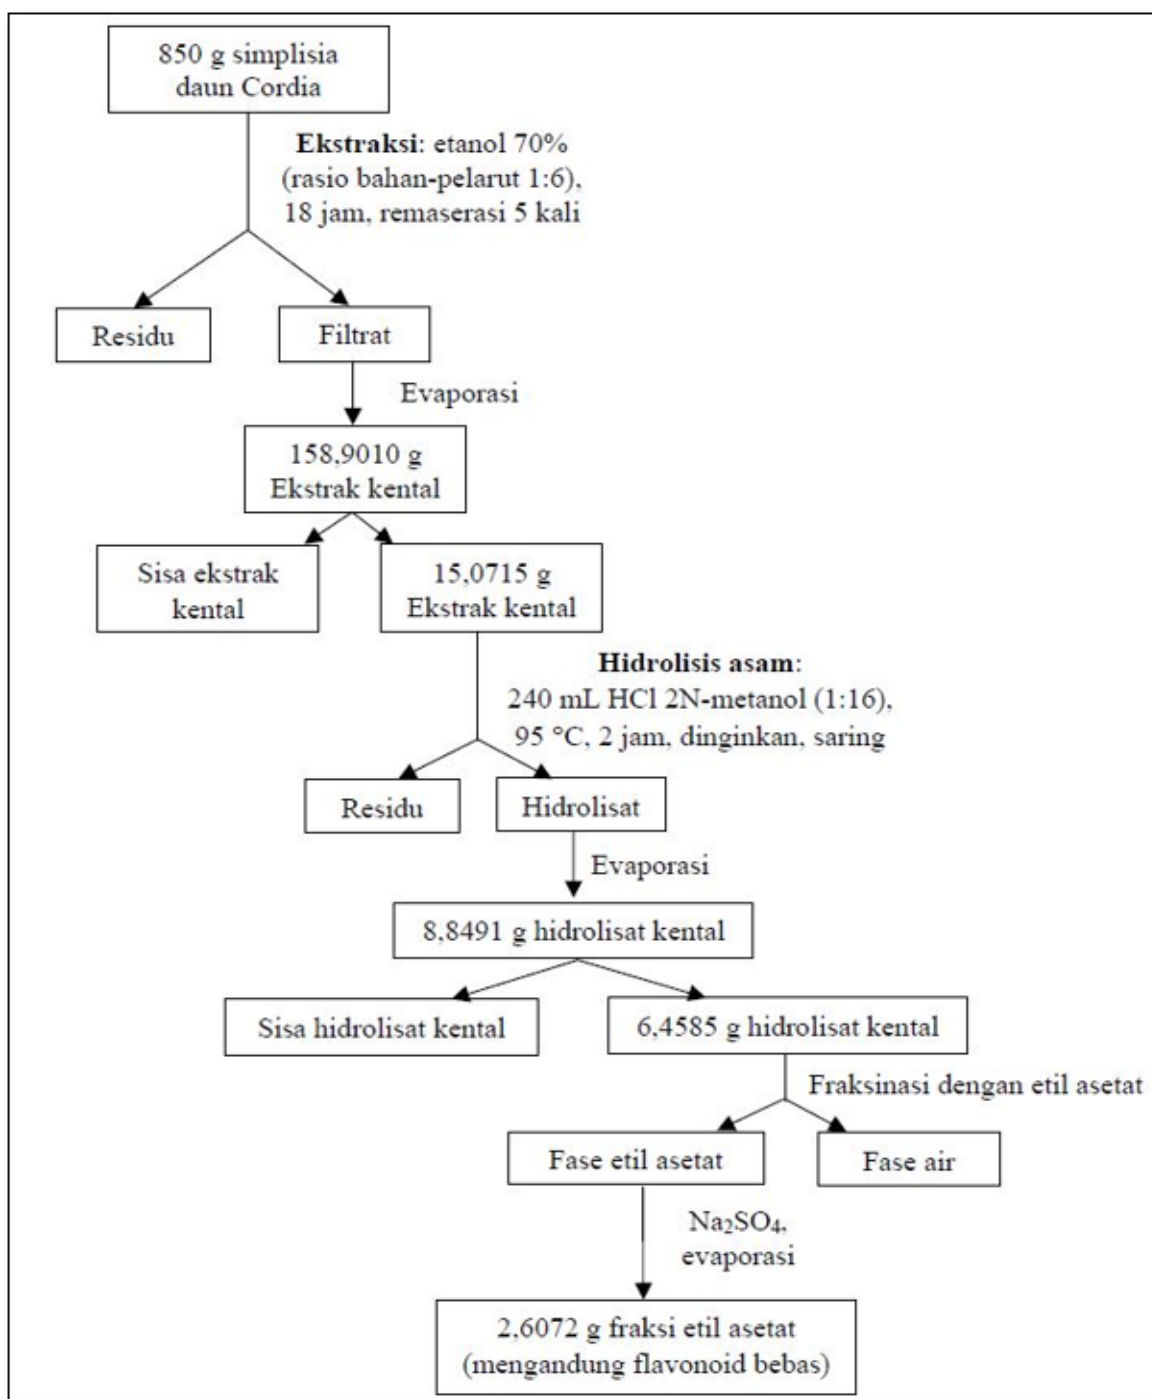 850 g simplisia
daun Cordia
Ekstraksi: etanol 70%
(rasio bahan-pelarut 1:6),
18 jam, remaserasi 5 kali
Residu
Filtrat
Evaporasi
158,9010 g
Ekstrak kental
Sisa ekstrak
kental
15,0715 g
Ekstrak kental
Hidrolisis asam:
240 mL HCl 2N-metanol (1:16),
95 °C, 2 jam, dinginkan, saring
Residu
Hidrolisat
Evaporasi
8,8491 g hidrolisat kental
Sisa hidrolisat kental
6,4585 g hidrolisat kental
Fraksinasi dengan etil asetat
Fase etil asetat
Fase air
Na₂SO₄,
evaporasi
2,6072 g fraksi etil asetat
(mengandung flavonoid bebas)